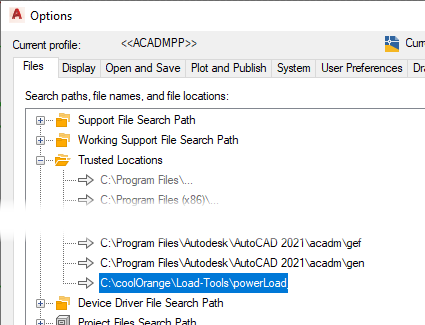 Options
Current profile: <<ACADMPP>>
Files Display Open and Save Plot and Publish System User Preferences
Search paths, file names, and file locations:
Support File Search Path
Working Support File Search Path
Trusted Locations
C:\Program Files\...
C:\Program Files (x86)\...
C:\Program Files\Autodesk\AutoCAD 2021\acadm\gef
C:\Program Files\Autodesk\AutoCAD 2021\acadm\gen
C:\coolOrange\Load-Tools\powerLoad
Device Driver File Search Path
Project Files Search Path